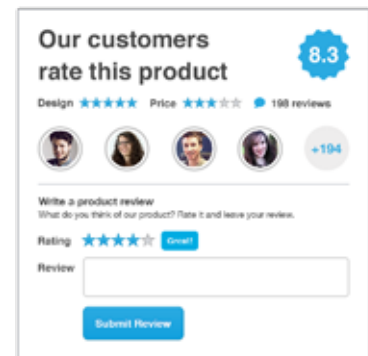 Our customers
rate this product
8.3
Design Price 198 reviews
+194
Write a product review
What do you think of our product? Rate it and leave your review.
Rating Great!
Review
Submit Review